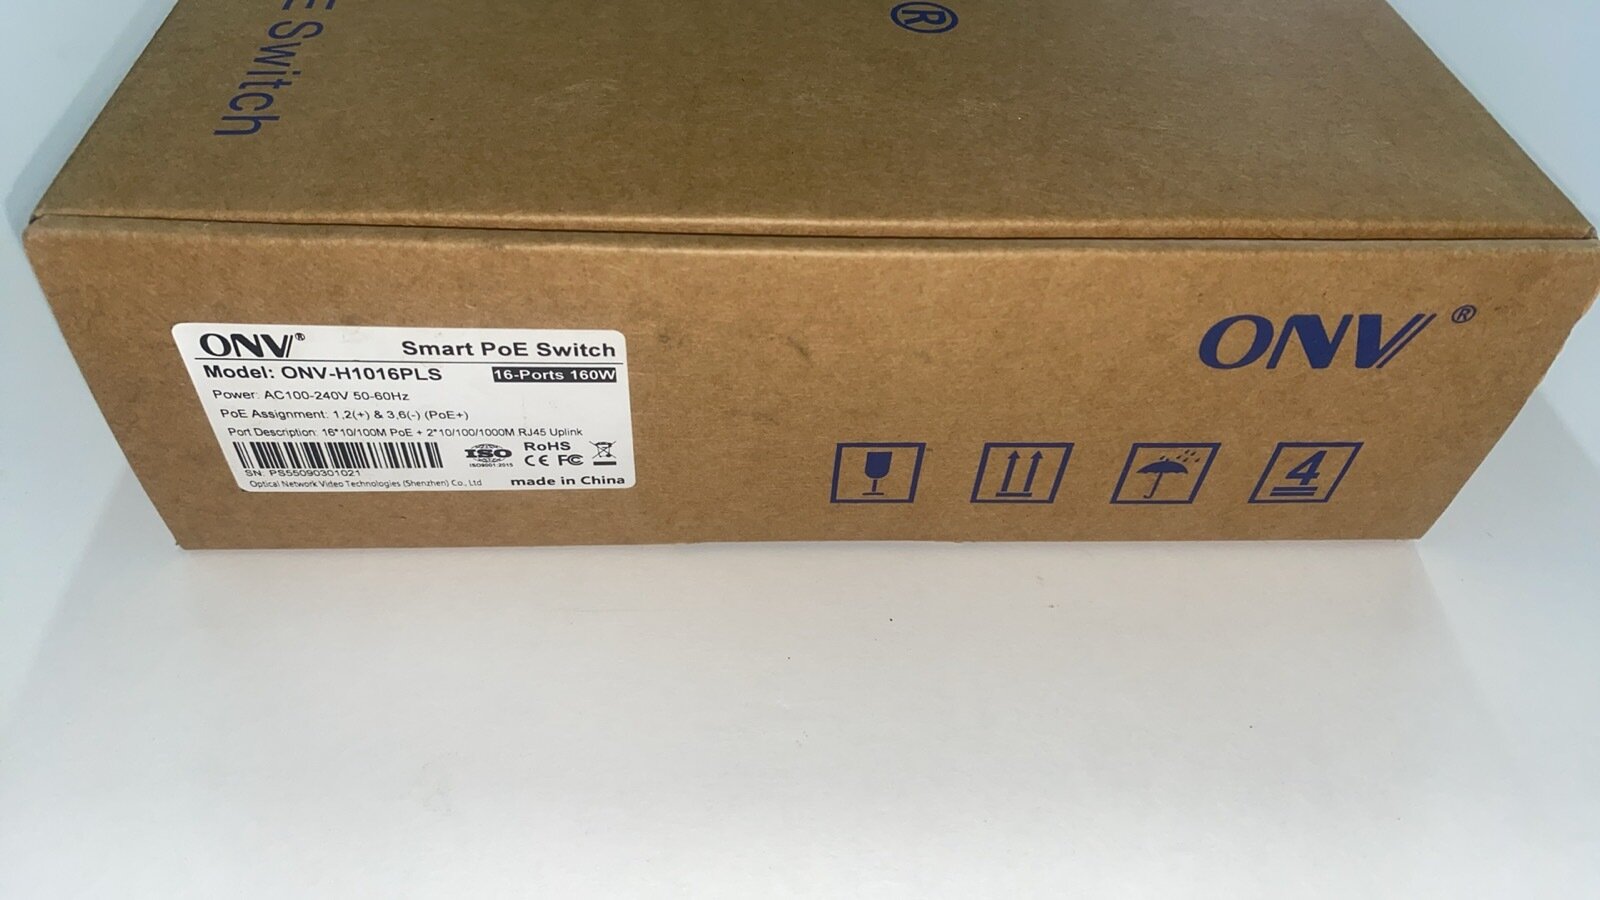 E Switch
®
ONV®
Smart PoE Switch
Model: ONV-H1016PLS 16-Ports 160W
Power: AC100-240V 50-60Hz
PoE Assignment: 1,2(+) & 3,6(-) (PoE+)
Port Description: 16*10/100M PoE + 2*10/100/1000M RJ45 Uplink
SN: PS55090301021
ISO
ISO9001:2015
RoHS
CE FC
Optical Network Video Technologies (Shenzhen) Co., Ltd
made in China
ONV®
4